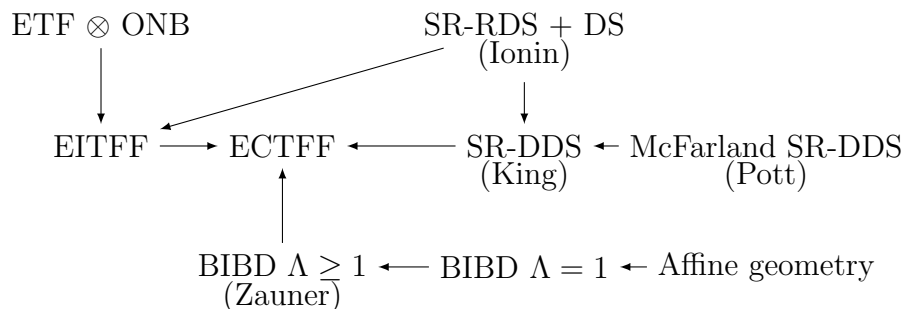 ETF ⊗ ONB
SR-RDS + DS
(Ionin)
EITFF
ECTFF
SR-DDS
(King)
McFarland SR-DDS
(Pott)
BIBD Λ ≥ 1
(Zauner)
BIBD Λ = 1
Affine geometry